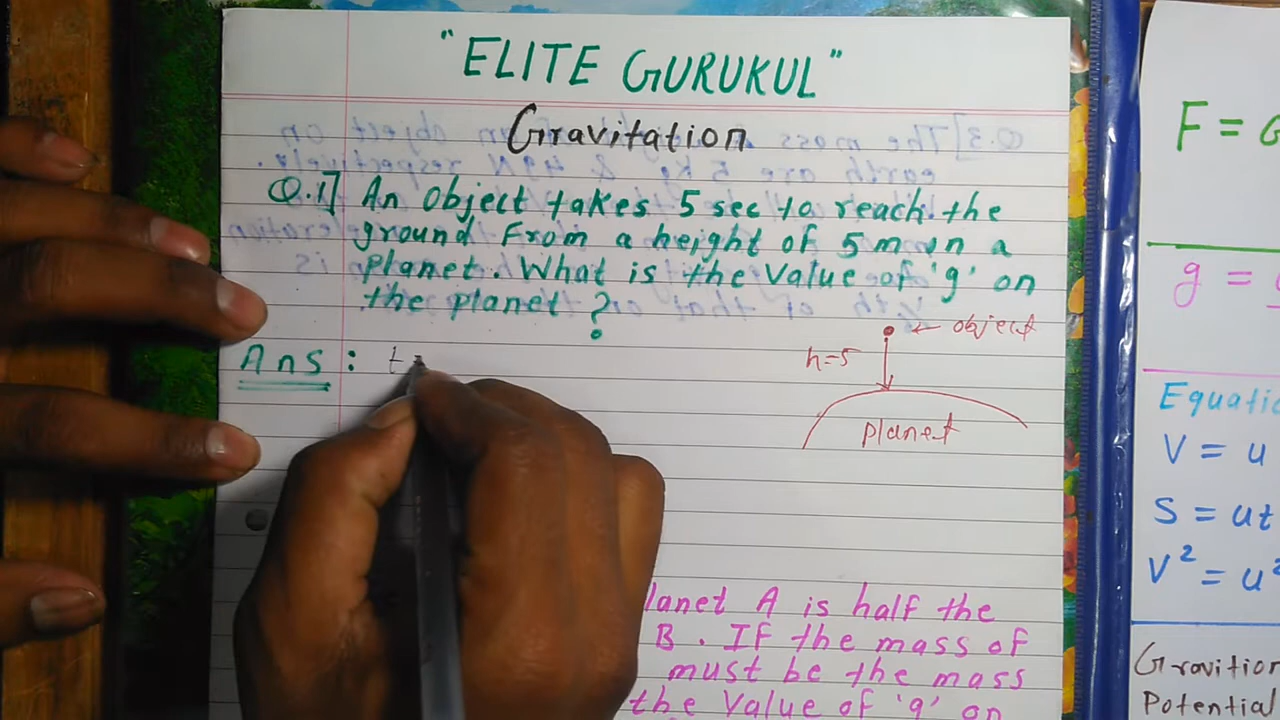 "ELITE GURUKUL"
Gravitation
Q.1] An object takes 5 sec to reach the
ground From a height of 5 m on a
planet. What is the value of 'g' on
the planet ?
← object
h=5
planet
Ans : t
lanet A is half the
B. If the mass of
must be the mass
the value of 'g' on
F = G
g =
Equatio
V = u
S = ut
V² = u²
Gravition
Potential